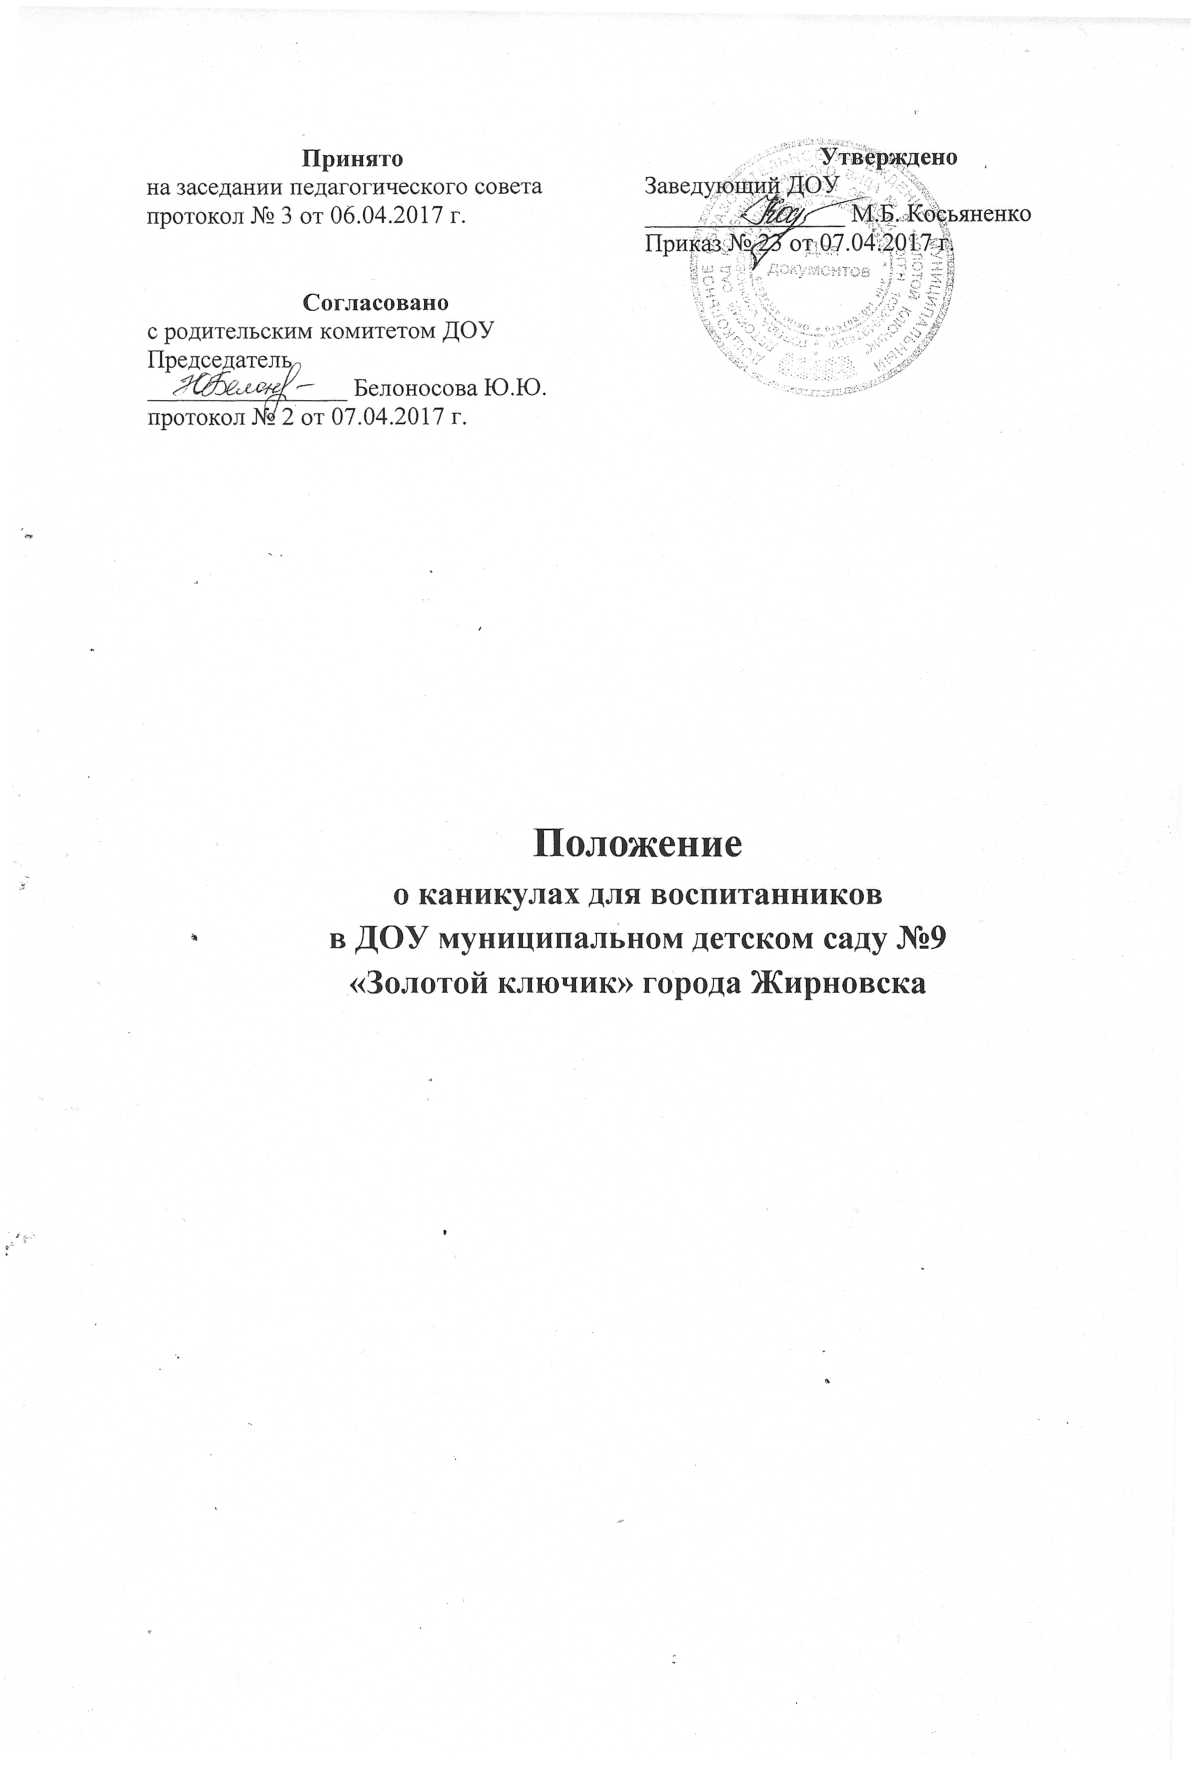 Принято
на заседании педагогического совета
протокол № 3 от 06.04.2017 г.
Утверждено
Заведующий ДОУ
М.Б. Косьяненко
Приказ № 23 от 07.04.2017 г.
Для
документов
Согласовано
с родительским комитетом ДОУ
Председатель
Белоносова Ю.Ю.
протокол № 2 от 07.04.2017 г.
Положение
о каникулах для воспитанников
в ДОУ муниципальном детском саду №9
«Золотой ключик» города Жирновска